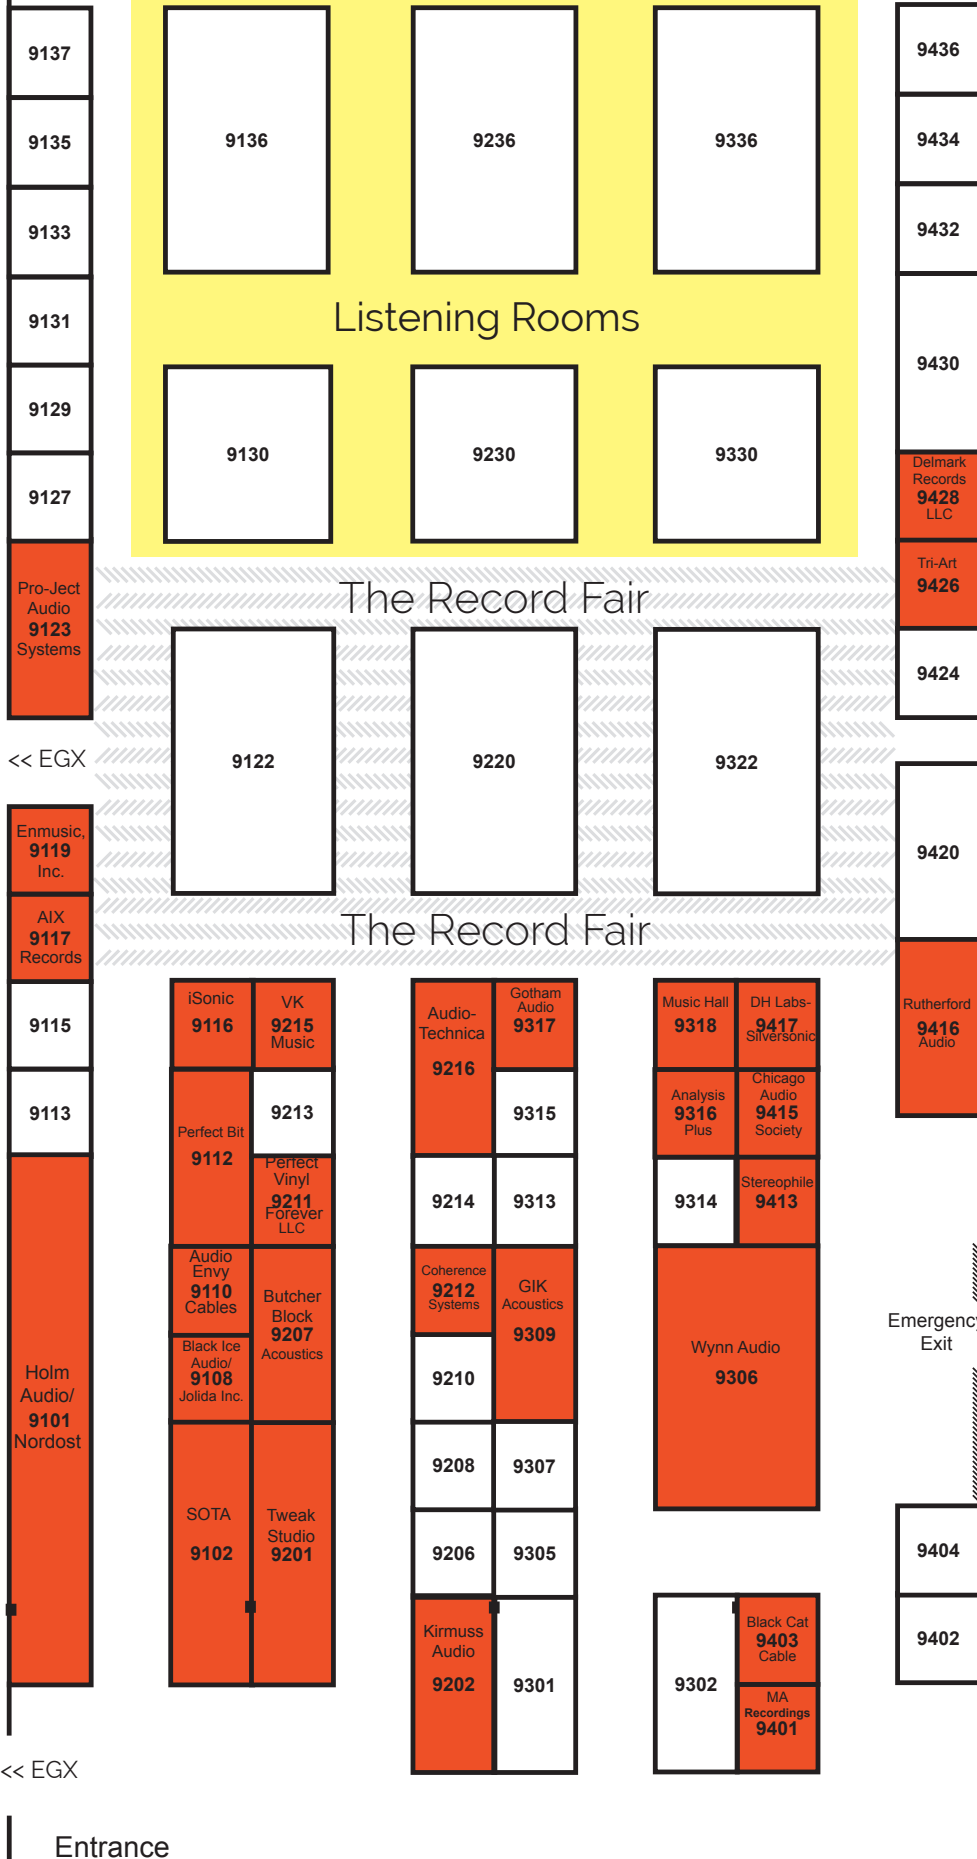 9137
9135
9133
9131
9129
9127
Pro-Ject
Audio
9123
Systems
<< EGX
Enmusic,
9119
Inc.
AIX
9117
Records
9115
9113
Holm
Audio/
9101
Nordost
<< EGX
Entrance
9136
9236
9336
Listening Rooms
9130
9230
9330
The Record Fair
9122
9220
9322
The Record Fair
iSonic
9116
VK
9215
Music
Perfect Bit
9112
9213
Perfect
Vinyl
9211
Forever
LLC
Audio
Envy
9110
Cables
Butcher
Block
9207
Acoustics
Black Ice
Audio/
9108
Jolida Inc.
SOTA
9102
Tweak
Studio
9201
Audio-
Technica
9216
Gotham
Audio
9317
9315
9214
9313
Coherence
9212
Systems
GIK
Acoustics
9309
9210
9208
9307
9206
9305
Kirmuss
Audio
9202
9301
Music Hall
9318
DH Labs-
9417
Silversonic
Analysis
9316
Plus
Chicago
Audio
9415
Society
9314
Stereophile
9413
Wynn Audio
9306
9302
Black Cat
9403
Cable
MA
Recordings
9401
9436
9434
9432
9430
Delmark
Records
9428
LLC
Tri-Art
9426
9424
9420
Rutherford
9416
Audio
Emergency
Exit
9404
9402